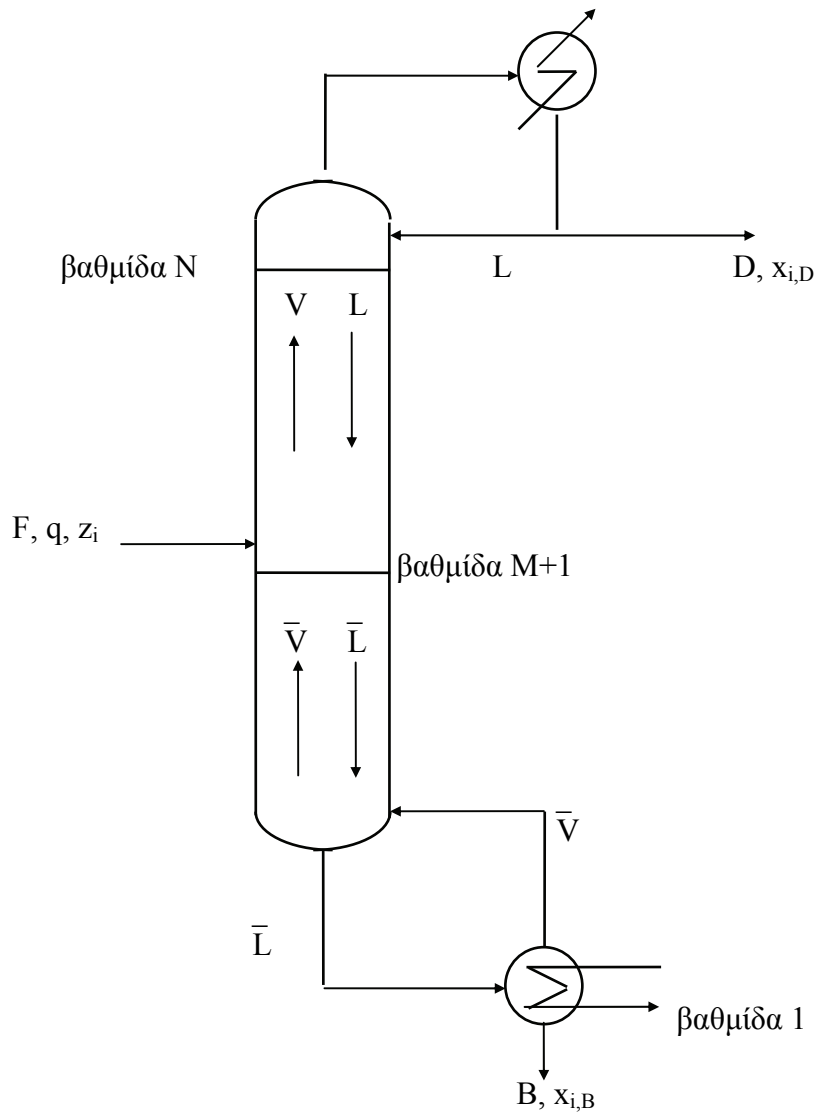 βαθμίδα N
L
D, x_{i,D}
V L
F, q, z_i
βαθμίδα M+1
V̅ L̅
V̅
L̅
βαθμίδα 1
B, x_{i,B}